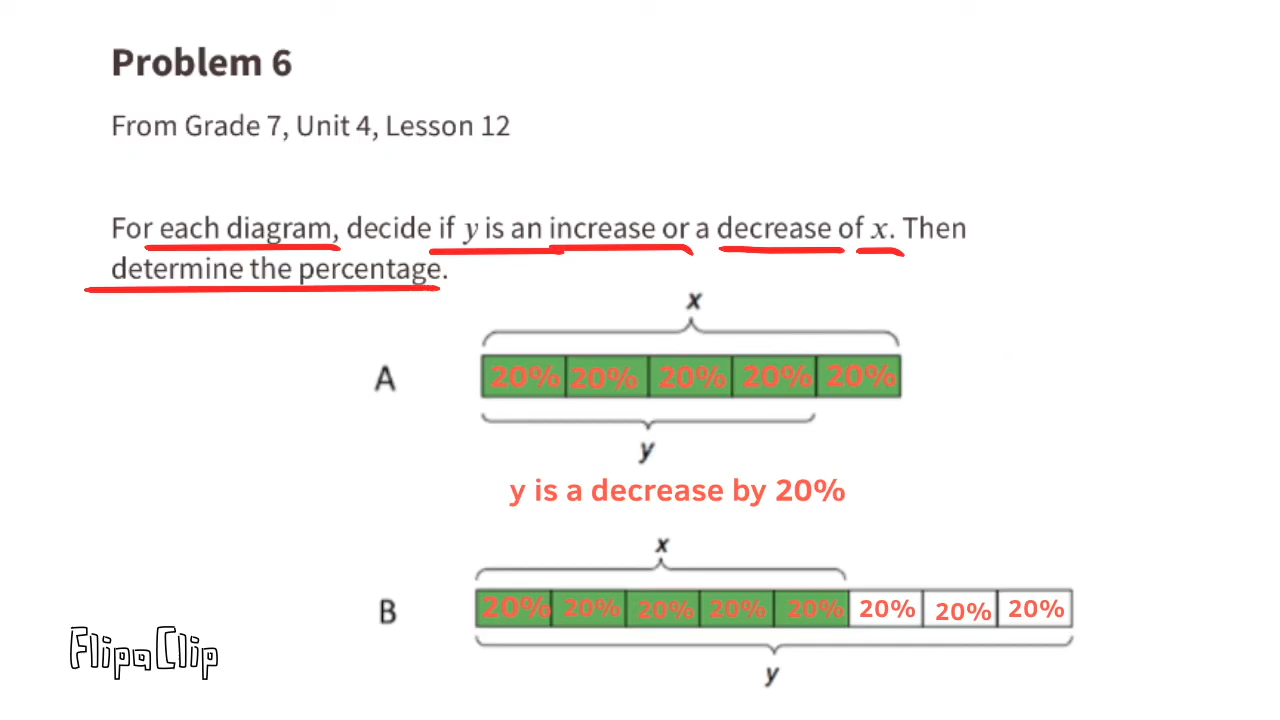 Problem 6
From Grade 7, Unit 4, Lesson 12
For each diagram, decide if y is an increase or a decrease of x. Then
determine the percentage.
x
A 20% 20% 20% 20% 20%
y
y is a decrease by 20%
x
B 20% 20% 20% 20% 20% 20% 20% 20%
y
FlipaClip